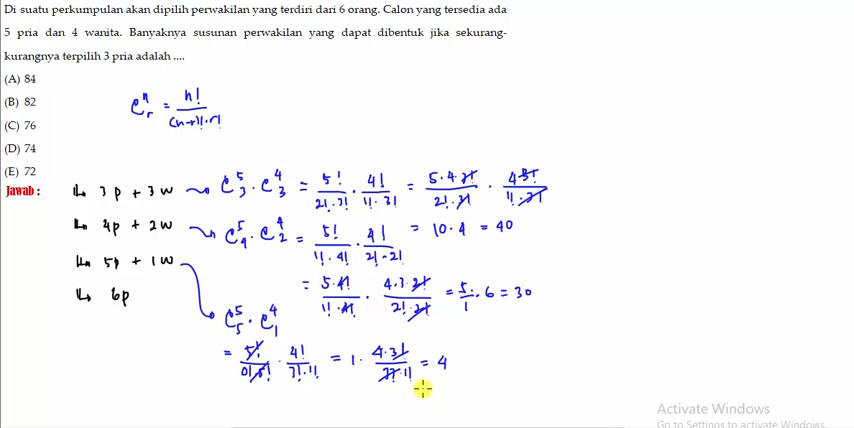 Di suatu perkumpulan akan dipilih perwakilan yang terdiri dari 6 orang. Calon yang tersedia ada
5 pria dan 4 wanita. Banyaknya susunan perwakilan yang dapat dibentuk jika sekurang-
kurangnya terpilih 3 pria adalah ....
(A) 84
(B) 82
(C) 76
(D) 74
(E) 72
C^n_r = n! / (n-r)!·r!
Jawab :
↳ 3p + 3w → C^5_3 · C^4_3 = 5! / 2!·3! · 4! / 1!·3! = 5·4·3! / 2!·3! · 4·3! / 1!·3!
= 10·4 = 40
↳ 4p + 2w → C^5_4 · C^4_2 = 5! / 1!·4! · 4! / 2!·2!
= 5·4! / 1!·4! · 4·3·2! / 2!·2! = 5/1 · 6 = 30
↳ 5p + 1w → C^5_5 · C^4_1
= 5! / 0!·5! · 4! / 3!·1! = 1 · 4·3! / 3!·1! = 4
↳ 6p
Activate Windows
Go to Settings to activate Windows.